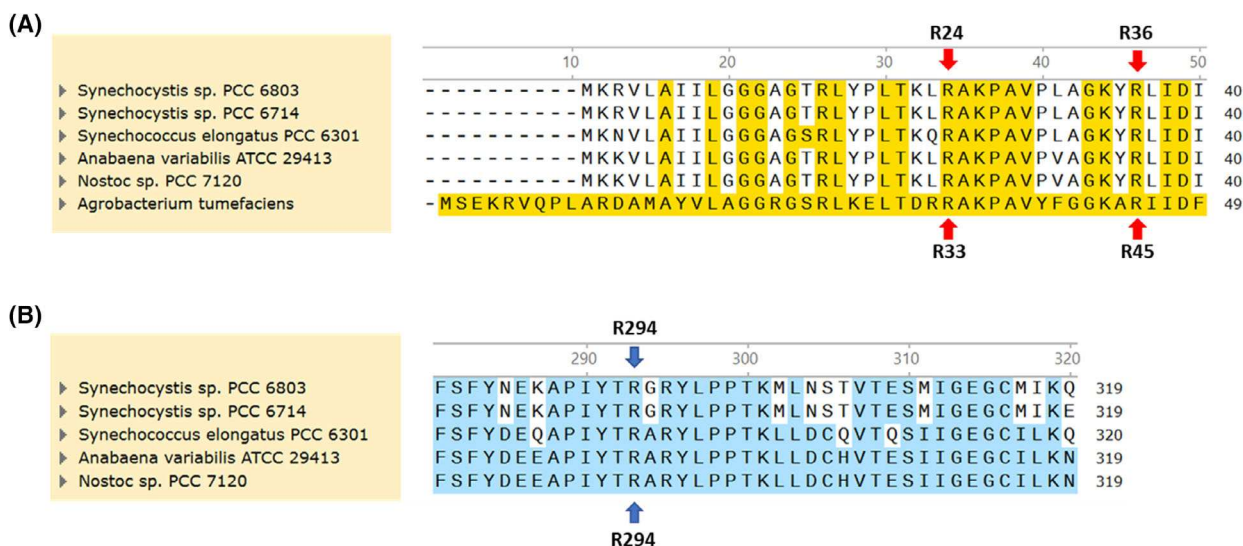 (A)
R24 R36
10 20 30 40 50
Synechocystis sp. PCC 6803 ----------MKRVLAIILGGGAGTRLYPLTKLRAKPAVPLAGKYRLIDI 40
Synechocystis sp. PCC 6714 ----------MKRVLAIILGGGAGTRLYPLTKLRAKPAVPLAGKYRLIDI 40
Synechococcus elongatus PCC 6301 ----------MKNVLAIILGGGAGSRLYPLTKQRAKPAVPLAGKYRLIDI 40
Anabaena variabilis ATCC 29413 ----------MKKVLAIILGGGAGTRLYPLTKLRAKPAVPVAGKYRLIDI 40
Nostoc sp. PCC 7120 ----------MKKVLAIILGGGAGTRLYPLTKLRAKPAVPVAGKYRLIDI 40
Agrobacterium tumefaciens -MSEKRVQPLARDAMAYVLAGGRGSRLKELTDRRAKPAVYFGGKARIIDF 49
R33 R45
(B)
R294
290 300 310 320
Synechocystis sp. PCC 6803 FSFYNEKAPIYTRGRYLPPTKMLNSTVTESMIGEGCMIKQ 319
Synechocystis sp. PCC 6714 FSFYNEKAPIYTRGRYLPPTKMLNSTVTESMIGEGCMIKE 319
Synechococcus elongatus PCC 6301 FSFYDEQAPIYTRARYLPPTKLLDCQVTQSIIGEGCILKQ 320
Anabaena variabilis ATCC 29413 FSFYDEEAPIYTRARYLPPTKLLDCHVTESIIGEGCILKN 319
Nostoc sp. PCC 7120 FSFYDEEAPIYTRARYLPPTKLLDCHVTESIIGEGCILKN 319
R294